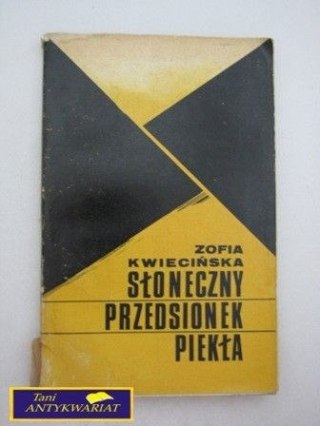 ZOFIA
KWIECIŃSKA
SŁONECZNY
PRZEDSIONEK
PIEKŁA
Tani
ANTYKWARIAT